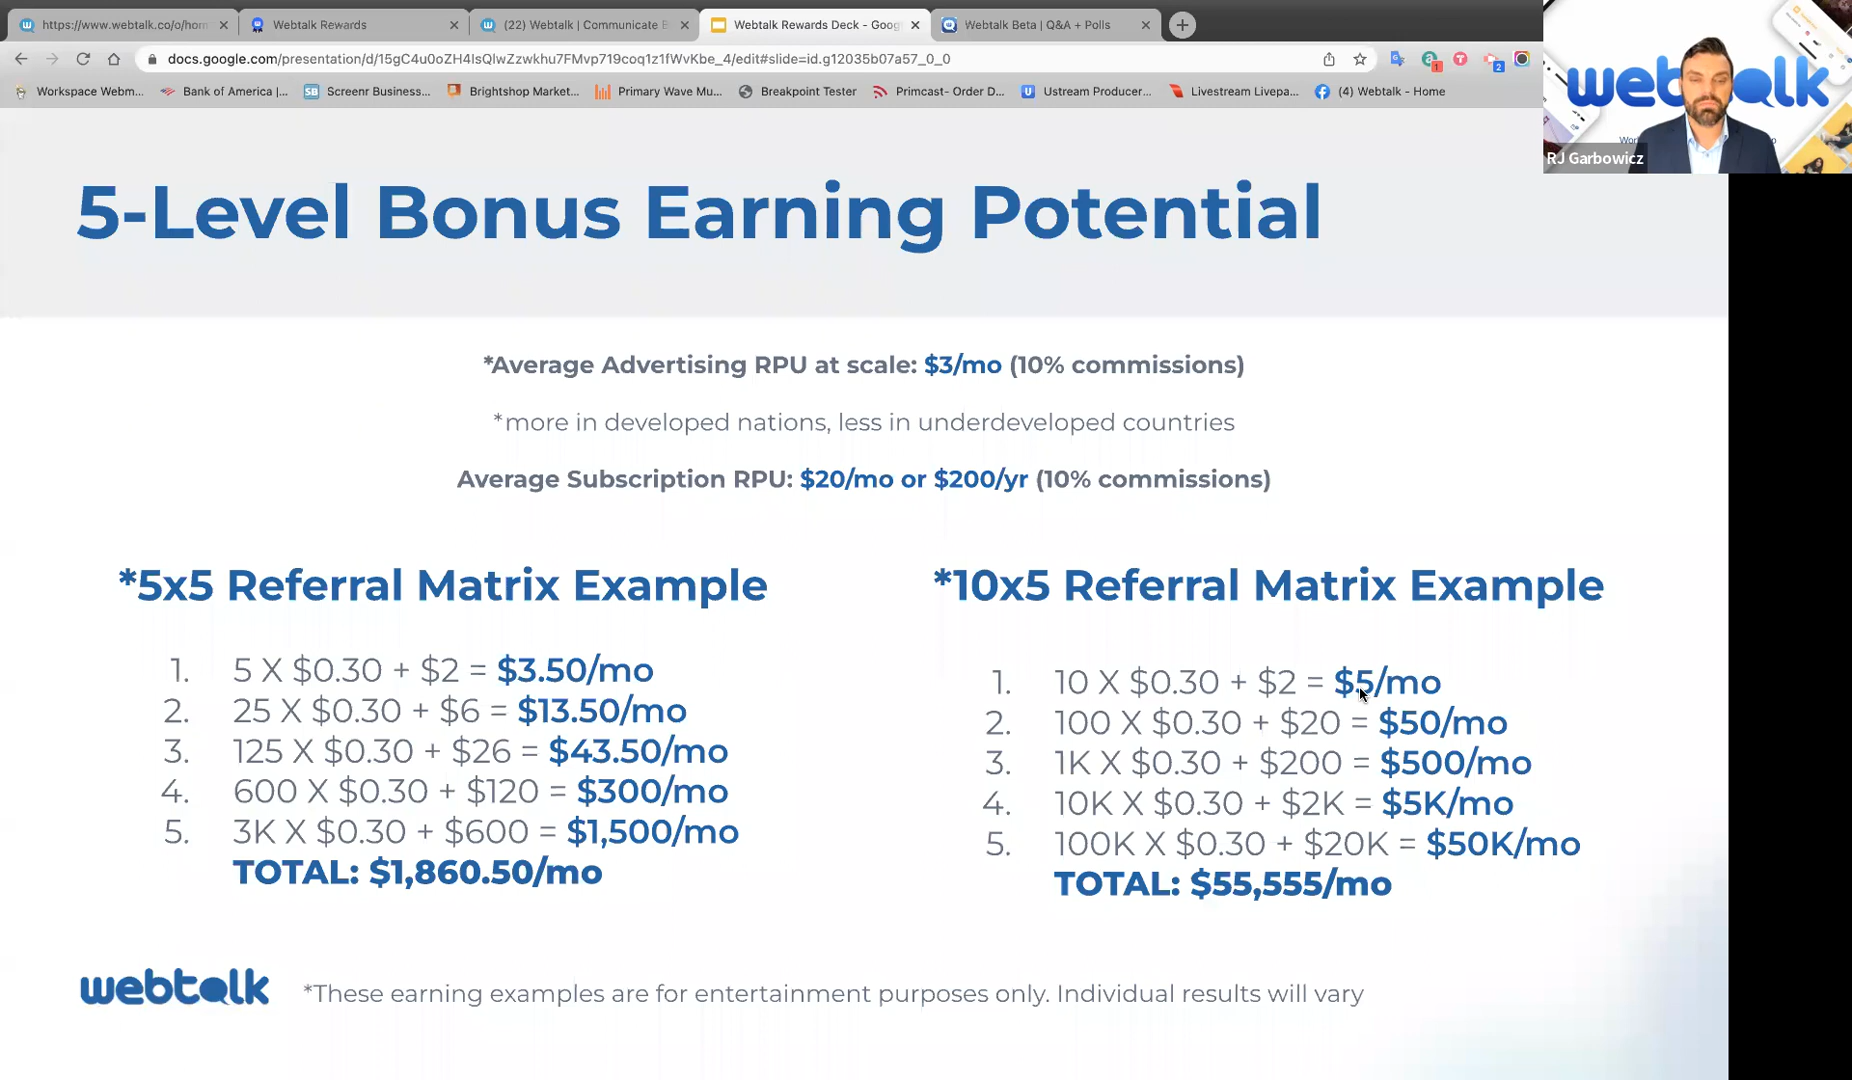 https://www.webtalk.co/o/hom
Webtalk Rewards
(22) Webtalk | Communicate B
Webtalk Rewards Deck - Goog
Webtalk Beta | Q&A + Polls
docs.google.com/presentation/d/15gC4u0oZH4IsQlwZzwkhu7FMvp719coq1z1fWvKbe_4/edit#slide=id.g12035b07a57_0_0
Workspace Webm...
Bank of America |...
Screenr Business...
Brightshop Market...
Primary Wave Mu...
Breakpoint Tester
Primcast- Order D...
Ustream Producer...
Livestream Livepa...
(4) Webtalk - Home
webtalk
RJ Garbowicz
5-Level Bonus Earning Potential
*Average Advertising RPU at scale: $3/mo (10% commissions)
*more in developed nations, less in underdeveloped countries
Average Subscription RPU: $20/mo or $200/yr (10% commissions)
*5x5 Referral Matrix Example
1. 5 X $0.30 + $2 = $3.50/mo
2. 25 X $0.30 + $6 = $13.50/mo
3. 125 X $0.30 + $26 = $43.50/mo
4. 600 X $0.30 + $120 = $300/mo
5. 3K X $0.30 + $600 = $1,500/mo
TOTAL: $1,860.50/mo
*10x5 Referral Matrix Example
1. 10 X $0.30 + $2 = $5/mo
2. 100 X $0.30 + $20 = $50/mo
3. 1K X $0.30 + $200 = $500/mo
4. 10K X $0.30 + $2K = $5K/mo
5. 100K X $0.30 + $20K = $50K/mo
TOTAL: $55,555/mo
webtalk
*These earning examples are for entertainment purposes only. Individual results will vary